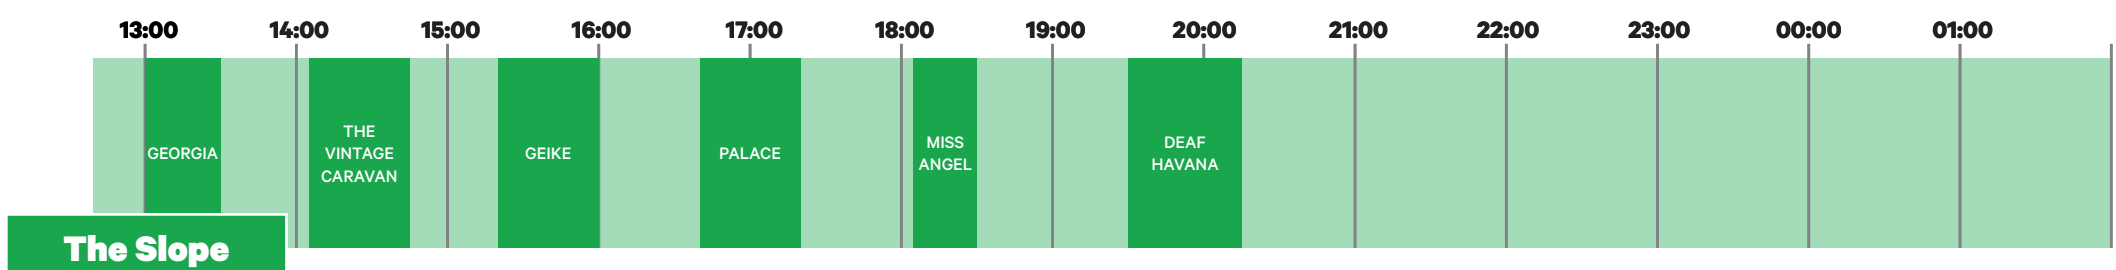 13:00 14:00 15:00 16:00 17:00 18:00 19:00 20:00 21:00 22:00 23:00 00:00 01:00
GEORGIA
THE
VINTAGE
CARAVAN
GEIKE
PALACE
MISS
ANGEL
DEAF
HAVANA
The Slope